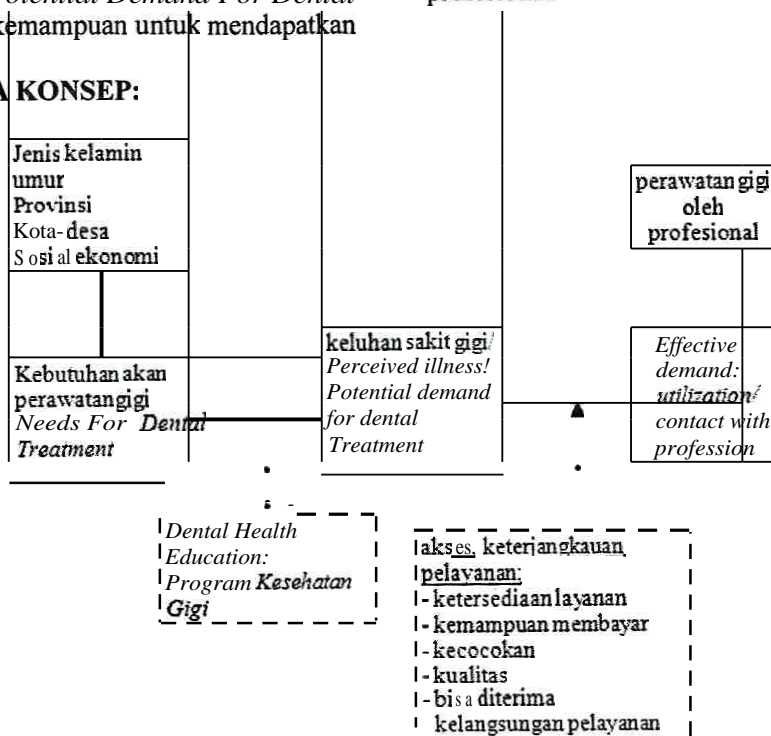 Demand For Dental
kemampuan untuk mendapatkan
KONSEP:
Jenis kelamin
umur
Provinsi
Kota-desa
Sosial ekonomi
perawatan gigi
oleh
profesional
Kebutuhan akan
perawatan gigi
Needs For Dental
Treatment
keluhan sakit gigi/
Perceived illness!
Potential demand
for dental
Treatment
Effective
demand:
utilization/
contact with
profession
Dental Health
Education:
Program Kesehatan
Gigi
akses, keterjangkauan
pelayanan:
- ketersediaan layanan
- kemampuan membayar
- kecocokan
- kualitas
- bisa diterima
kelangsungan pelayanan